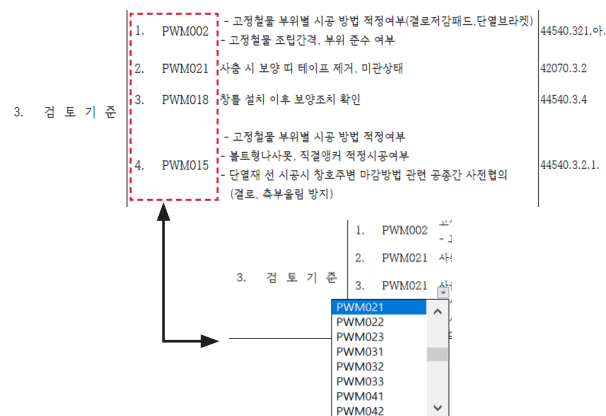 1. PWM002 - 고정철물 부위별 시공 방법 적정여부(결로저감패드,단열브라켓) 44540.321.아.
- 고정철물 조립간격, 부위 준수 여부
2. PWM021 사춤 시 보양 띠 테이프 제거, 미관상태 42070.3.2
3. 검 토 기 준
3. PWM018 창틀 설치 이후 보양조치 확인 44540.3.4
- 고정철물 부위별 시공 방법 적정여부
- 볼트형나사못, 직결앵커 적정시공여부
4. PWM015 - 단열재 선 시공시 창호주변 마감방법 관련 공종간 사전협의 44540.3.2.1.
(결로, 측부울림 방지)
1. PWM002
2. PWM021
3. 검 토 기 준
3. PWM021
PWM021
PWM022
PWM023
PWM031
PWM032
PWM033
PWM041
PWM042